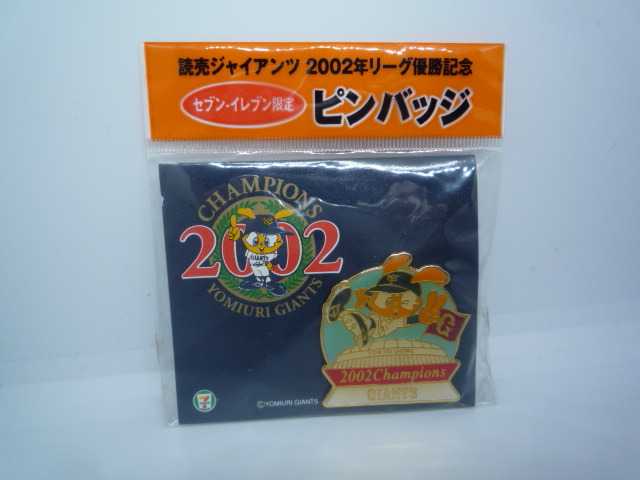 読売ジャイアンツ 2002年リーグ優勝記念
セブン-イレブン限定
ピンバッジ
CHAMPIONS
2002
GIANTS
YOMIURI GIANTS
2002Champions
GIANTS
7
©YOMIURI GIANTS